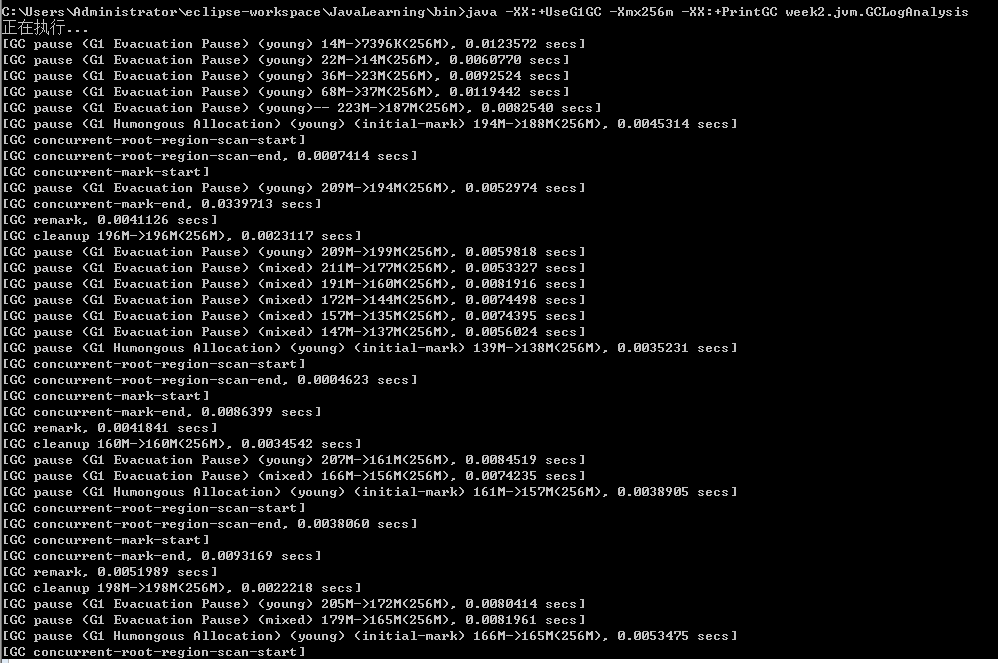 C:\Users\Administrator\eclipse-workspace\JavaLearning\bin>java -XX:+UseG1GC -Xmx256m -XX:+PrintGC week2.jvm.GCLogAnalysis
正在执行...
[GC pause (G1 Evacuation Pause) (young) 14M->7396K(256M), 0.0123572 secs]
[GC pause (G1 Evacuation Pause) (young) 22M->14M(256M), 0.0060770 secs]
[GC pause (G1 Evacuation Pause) (young) 36M->23M(256M), 0.0092524 secs]
[GC pause (G1 Evacuation Pause) (young) 68M->37M(256M), 0.0119442 secs]
[GC pause (G1 Evacuation Pause) (young)-- 223M->187M(256M), 0.0082540 secs]
[GC pause (G1 Humongous Allocation) (young) (initial-mark) 194M->188M(256M), 0.0045314 secs]
[GC concurrent-root-region-scan-start]
[GC concurrent-root-region-scan-end, 0.0007414 secs]
[GC concurrent-mark-start]
[GC pause (G1 Evacuation Pause) (young) 209M->194M(256M), 0.0052974 secs]
[GC concurrent-mark-end, 0.0339713 secs]
[GC remark, 0.0041126 secs]
[GC cleanup 196M->196M(256M), 0.0023117 secs]
[GC pause (G1 Evacuation Pause) (young) 209M->199M(256M), 0.0059818 secs]
[GC pause (G1 Evacuation Pause) (mixed) 211M->177M(256M), 0.0053327 secs]
[GC pause (G1 Evacuation Pause) (mixed) 191M->160M(256M), 0.0081916 secs]
[GC pause (G1 Evacuation Pause) (mixed) 172M->144M(256M), 0.0074498 secs]
[GC pause (G1 Evacuation Pause) (mixed) 157M->135M(256M), 0.0074395 secs]
[GC pause (G1 Evacuation Pause) (mixed) 147M->137M(256M), 0.0056024 secs]
[GC pause (G1 Humongous Allocation) (young) (initial-mark) 139M->138M(256M), 0.0035231 secs]
[GC concurrent-root-region-scan-start]
[GC concurrent-root-region-scan-end, 0.0004623 secs]
[GC concurrent-mark-start]
[GC concurrent-mark-end, 0.0086399 secs]
[GC remark, 0.0041841 secs]
[GC cleanup 160M->160M(256M), 0.0034542 secs]
[GC pause (G1 Evacuation Pause) (young) 207M->161M(256M), 0.0084519 secs]
[GC pause (G1 Evacuation Pause) (mixed) 166M->156M(256M), 0.0074235 secs]
[GC pause (G1 Humongous Allocation) (young) (initial-mark) 161M->157M(256M), 0.0038905 secs]
[GC concurrent-root-region-scan-start]
[GC concurrent-root-region-scan-end, 0.0038060 secs]
[GC concurrent-mark-start]
[GC concurrent-mark-end, 0.0093169 secs]
[GC remark, 0.0051989 secs]
[GC cleanup 198M->198M(256M), 0.0022218 secs]
[GC pause (G1 Evacuation Pause) (young) 205M->172M(256M), 0.0080414 secs]
[GC pause (G1 Evacuation Pause) (mixed) 179M->165M(256M), 0.0081961 secs]
[GC pause (G1 Humongous Allocation) (young) (initial-mark) 166M->165M(256M), 0.0053475 secs]
[GC concurrent-root-region-scan-start]